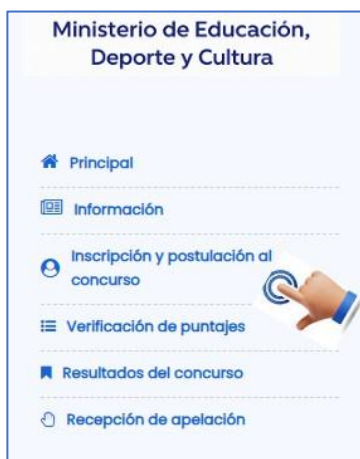 Ministerio de Educación,
Deporte y Cultura
Principal
Información
Inscripción y postulación al
concurso
Verificación de puntajes
Resultados del concurso
Recepción de apelación